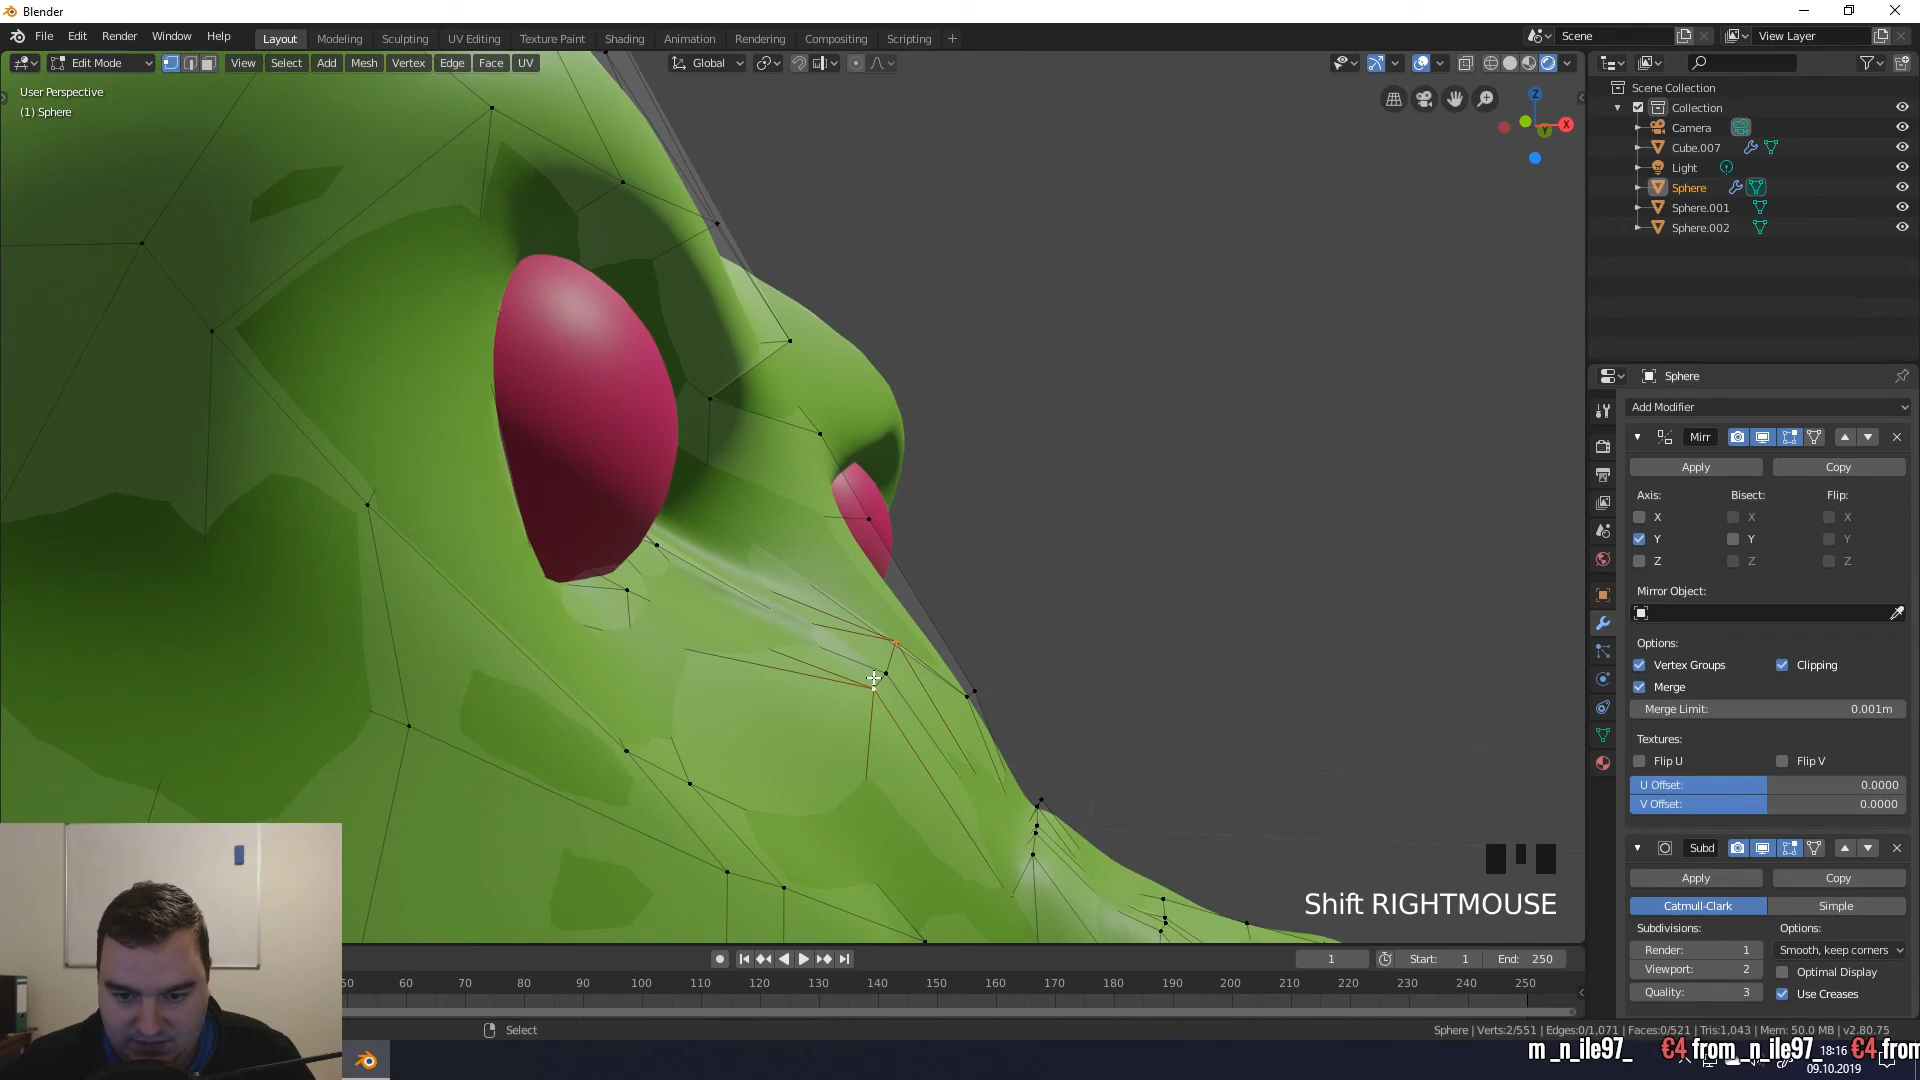 Blender
File Edit Render Window Help Layout Modeling Sculpting UV Editing Texture Paint Shading Animation Rendering Compositing Scripting + Scene View Layer
Edit Mode View Select Add Mesh Vertex Edge Face UV Global
User Perspective
(1) Sphere
Z
X
Y
Scene Collection
Collection
Camera
Cube.007
Light
Sphere
Sphere.001
Sphere.002
Sphere
Add Modifier
Mirr
Apply Copy
Axis: Bisect: Flip:
X X X
Y Y Y
Z Z Z
Mirror Object:
Options:
Vertex Groups Clipping
Merge
Merge Limit: 0.001m
Textures:
Flip U Flip V
U Offset: 0.0000
V Offset: 0.0000
Subd
Apply Copy
Catmull-Clark Simple
Subdivisions: Options:
Render: 1 Smooth, keep corners
Viewport: 2 Optimal Display
Quality: 3 Use Creases
Shift RIGHTMOUSE
1 Start: 1 End: 250
50 60 70 80 90 100 110 120 130 140 150 160 170 180 190 200 210 220 230 240 250
Select
Sphere | Verts:2/551 | Edges:0/1,071 | Faces:0/521 | Tris:1,043 | Mem: 50.0 MB | v2.80.75
m _n_ile97_ €4 from _n_ile97_ €4 from
18:16
09.10.2019